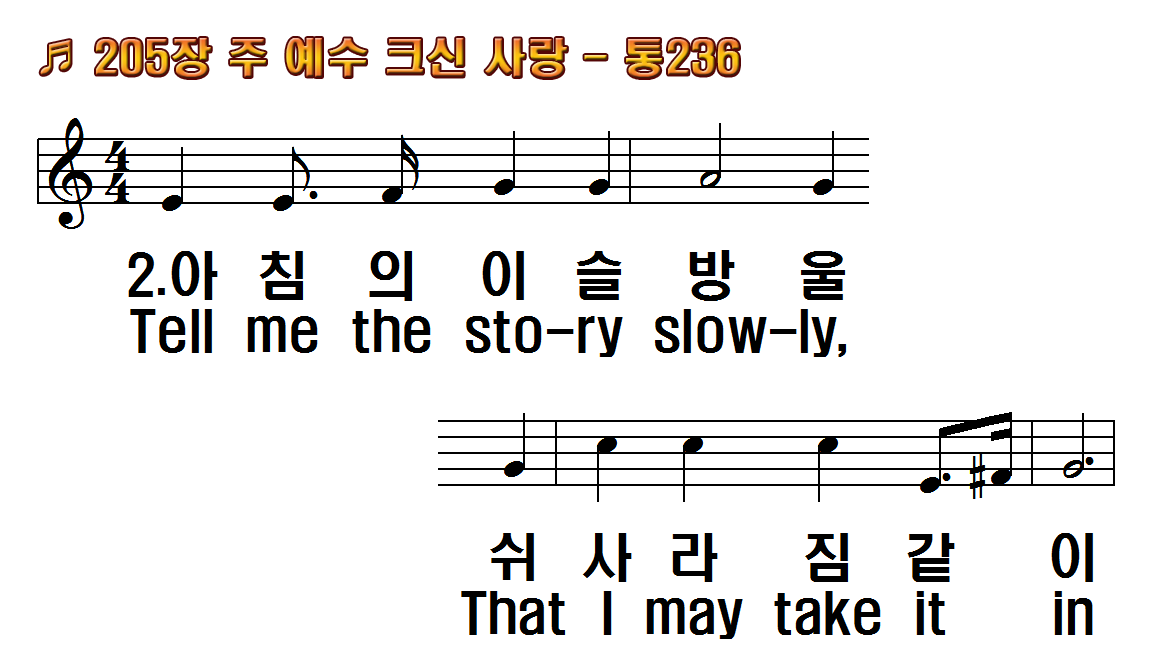 ♬ 205장 주 예수 크신 사랑 - 통236
2.아 침 의 이 슬 방 울
Tell me the sto-ry slow-ly,
쉬 사 라 짐 같 이
That I may take it in